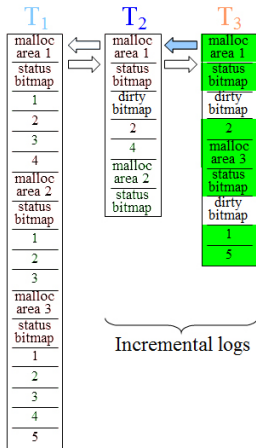 T1
malloc
area 1
status
bitmap
1
2
3
4
malloc
area 2
status
bitmap
1
2
3
malloc
area 3
status
bitmap
1
2
3
4
5
T2
malloc
area 1
status
bitmap
dirty
bitmap
2
4
malloc
area 2
status
bitmap
T3
malloc
area 1
status
bitmap
dirty
bitmap
2
malloc
area 3
status
bitmap
dirty
bitmap
1
5
Incremental logs